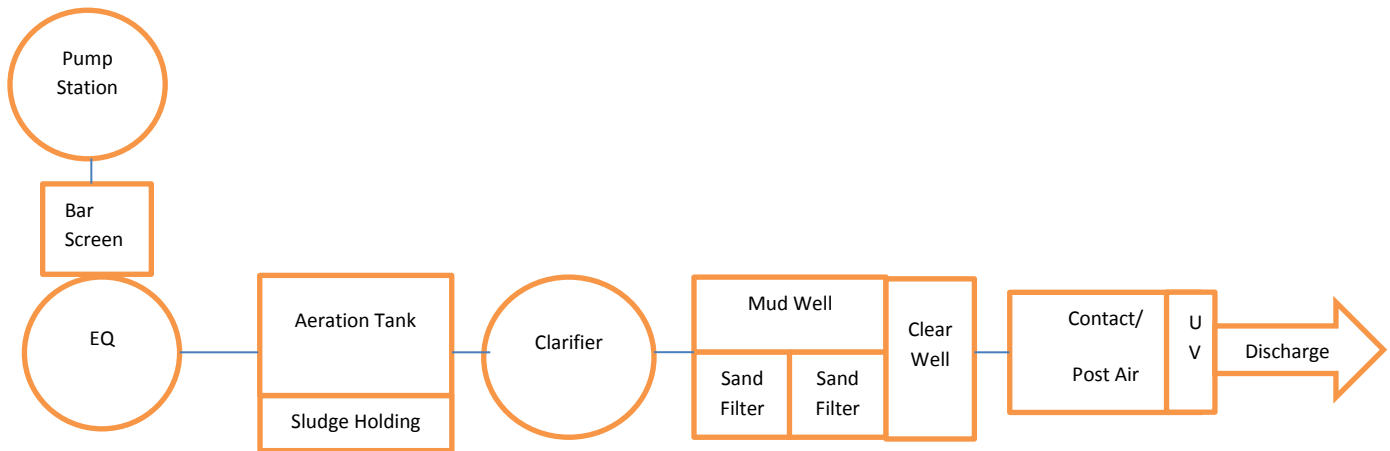 Pump
Station
Bar
Screen
EQ
Aeration Tank
Sludge Holding
Clarifier
Mud Well
Sand
Filter
Sand
Filter
Clear
Well
Contact/
Post Air
U
V
Discharge